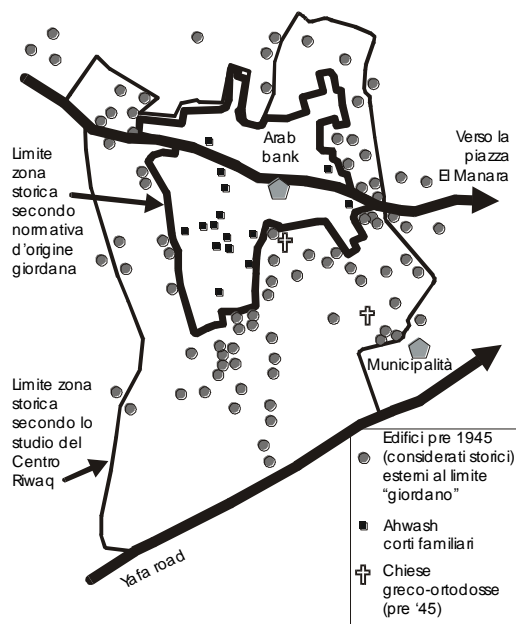 Arab
bank
Verso la
piazza
El Manara
Limite
zona
storica
secondo
normativa
d'origine
giordana
Municipalità
Limite zona
storica
secondo lo
studio del
Centro
Riwaq
Yafa road
Edifici pre 1945
(considerati storici)
esterni al limite
"giordano"
Ahwash
corti familiari
Chiese
greco-ortodosse
(pre '45)